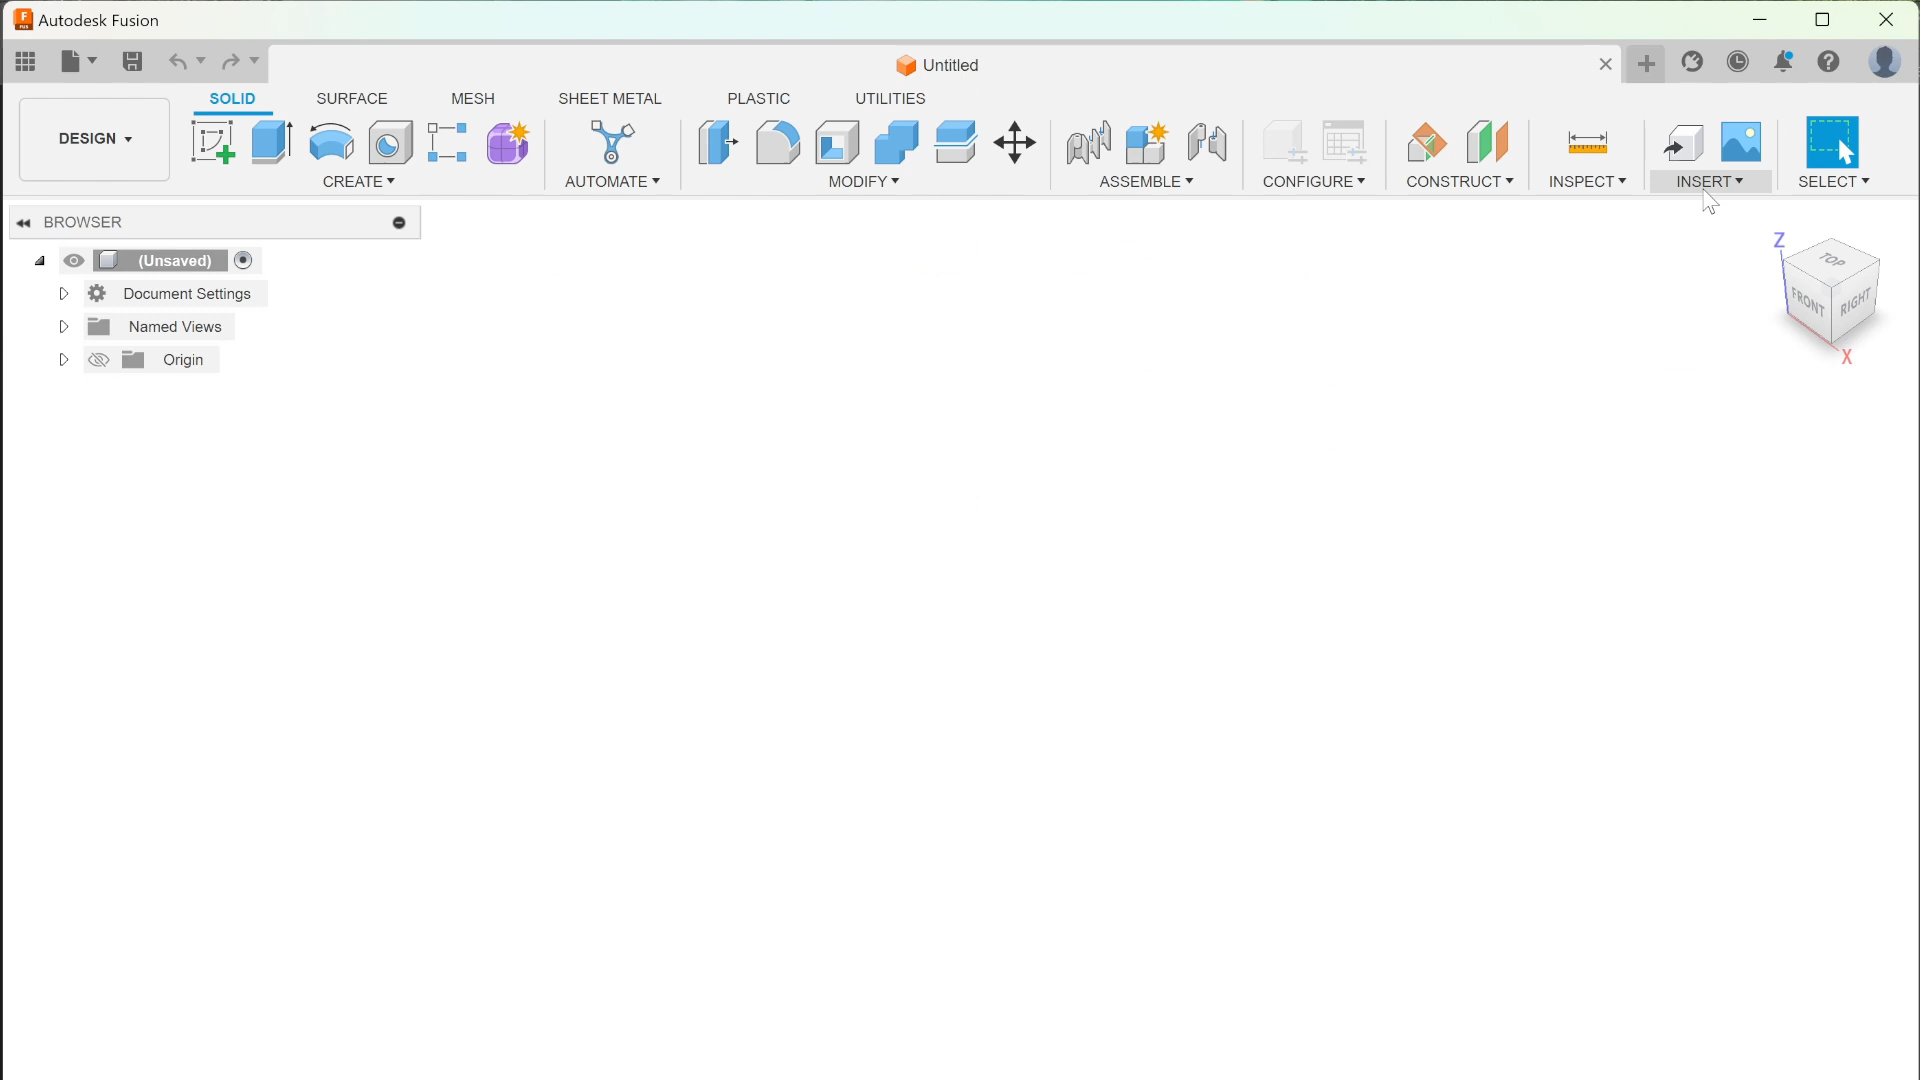 Autodesk Fusion
Untitled
SOLID SURFACE MESH SHEET METAL PLASTIC UTILITIES
DESIGN
CREATE AUTOMATE MODIFY ASSEMBLE CONFIGURE CONSTRUCT INSPECT INSERT SELECT
BROWSER
(Unsaved)
Document Settings
Named Views
Origin
Z
TOP
FRONT RIGHT
X